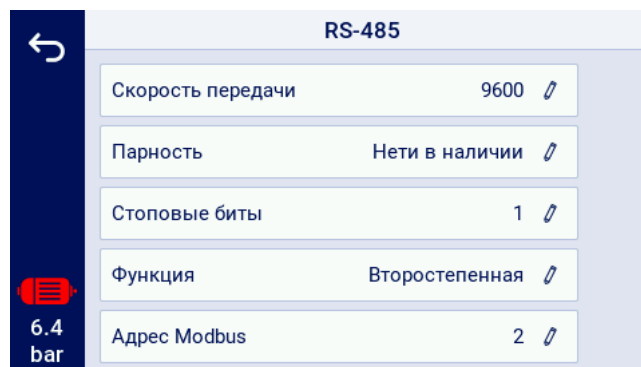 RS-485
Скорость передачи 9600
Парность Нети в наличии
Стоповые биты 1
Функция Второстепенная
Адрес Modbus 2
6.4
bar